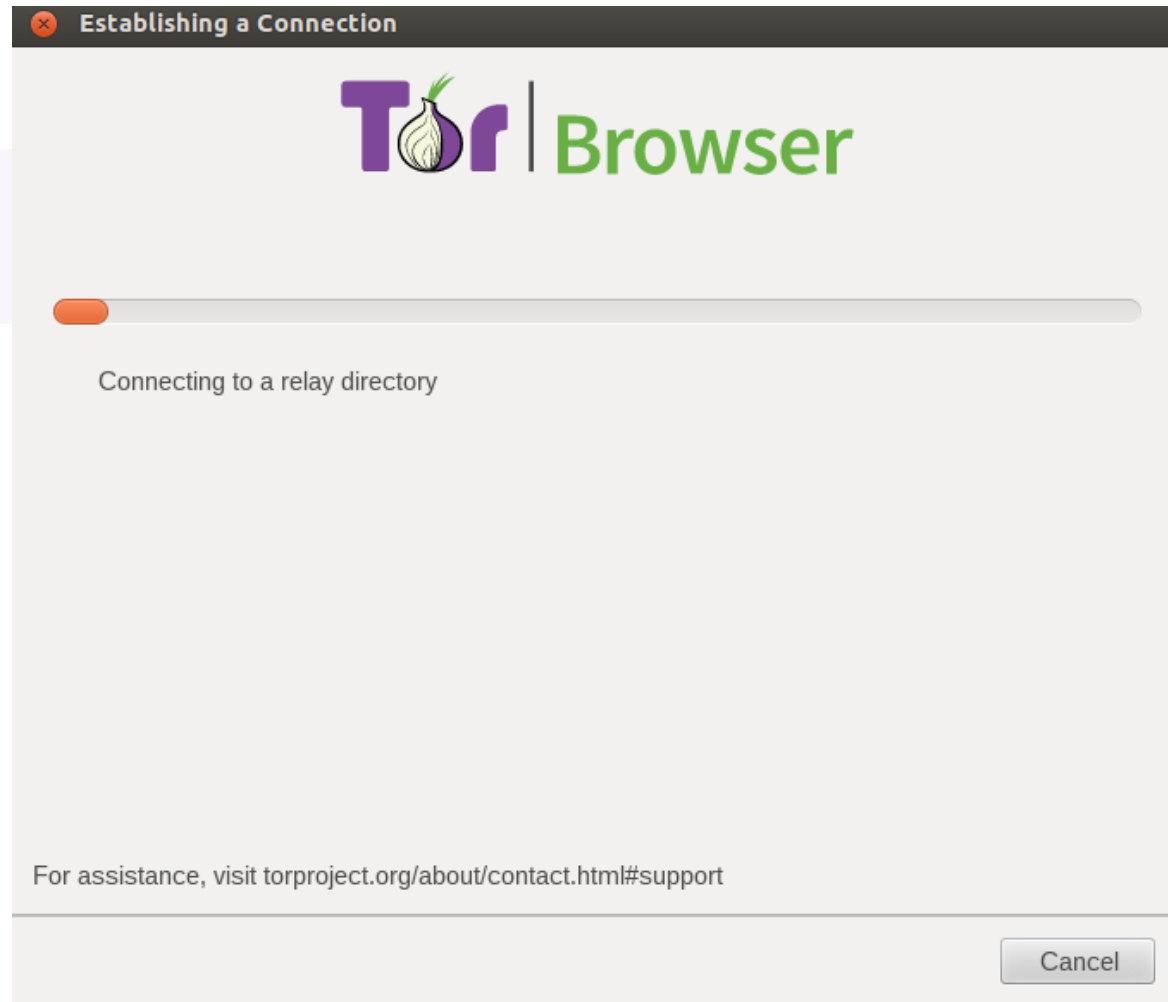 Establishing a Connection
Tor Browser
Connecting to a relay directory
For assistance, visit torproject.org/about/contact.html#support
Cancel